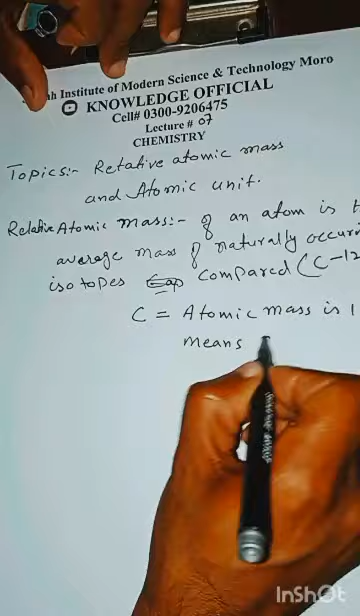 h Institute of Modern Science & Technology Moro
KNOWLEDGE OFFICIAL
Cell# 0300-9206475
Lecture # 07
CHEMISTRY
Topics:- Retative atomic mass
and Atomic unit.
Relative Atomic mass:- of an atom is t
average mass of naturally occuri
isotopes compared (C-12
C = Atomic mass is 1
means
InShOt